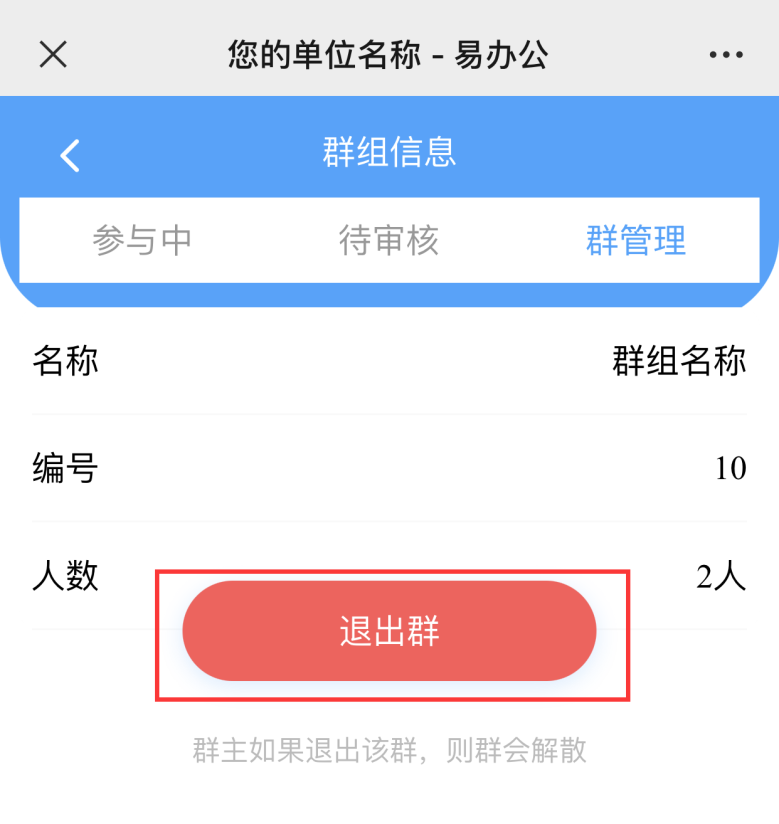 您的单位名称 - 易办公
群组信息
参与中 待审核 群管理
名称 群组名称
编号 10
人数 2人
退出群
群主如果退出该群，则群会解散